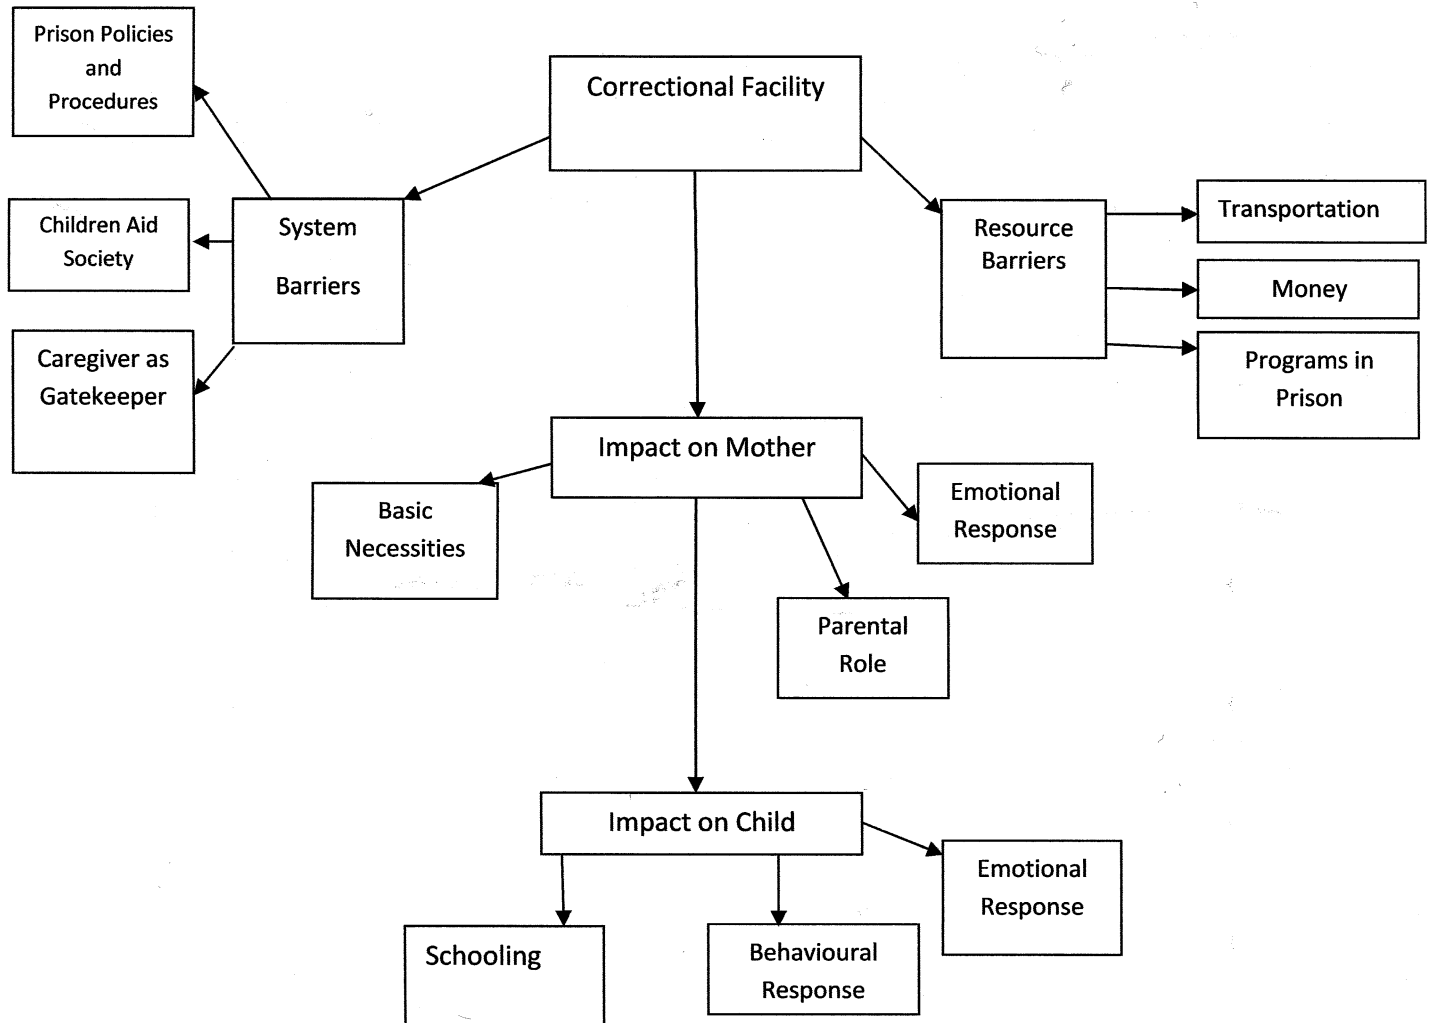 Prison Policies
and
Procedures
Correctional Facility
Children Aid
Society
System
Barriers
Resource
Barriers
Transportation
Money
Caregiver as
Gatekeeper
Programs in
Prison
Impact on Mother
Basic
Necessities
Emotional
Response
Parental
Role
Impact on Child
Emotional
Response
Schooling
Behavioural
Response